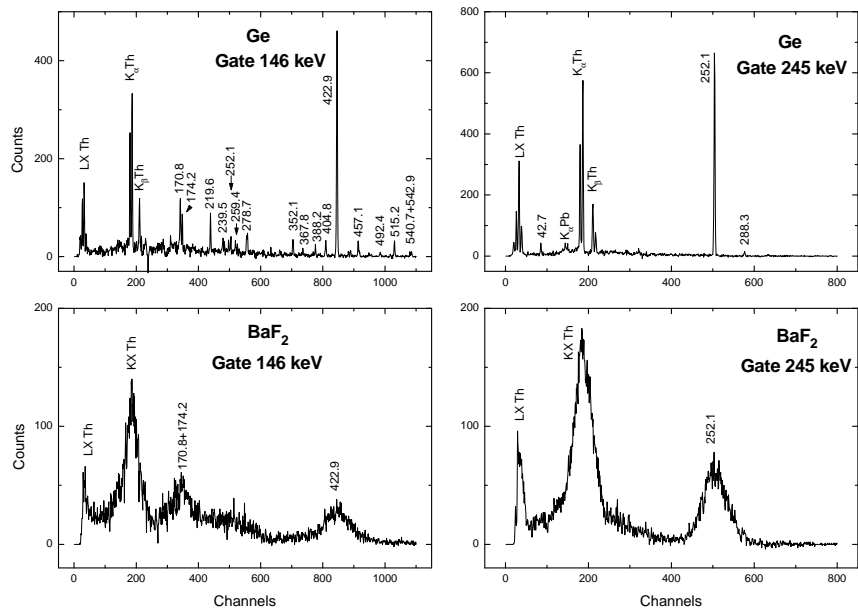 Ge
Gate 146 keV
Counts
400
200
0
0 200 400 600 800 1000
LX Th
KαTh
KβTh
170.8
174.2
219.6
239.5
252.1
259.4
278.7
352.1
367.8
388.2
404.8
422.9
457.1
492.4
515.2
540.7+542.9
Ge
Gate 245 keV
800
600
400
200
0
0 200 400 600 800
LX Th
42.7
KαPb
KαTh
KβTh
252.1
288.3
BaF2
Gate 146 keV
Counts
200
100
0
0 200 400 600 800 1000
Channels
LX Th
KX Th
170.8+174.2
422.9
BaF2
Gate 245 keV
200
100
0
0 200 400 600 800
Channels
LX Th
KX Th
252.1